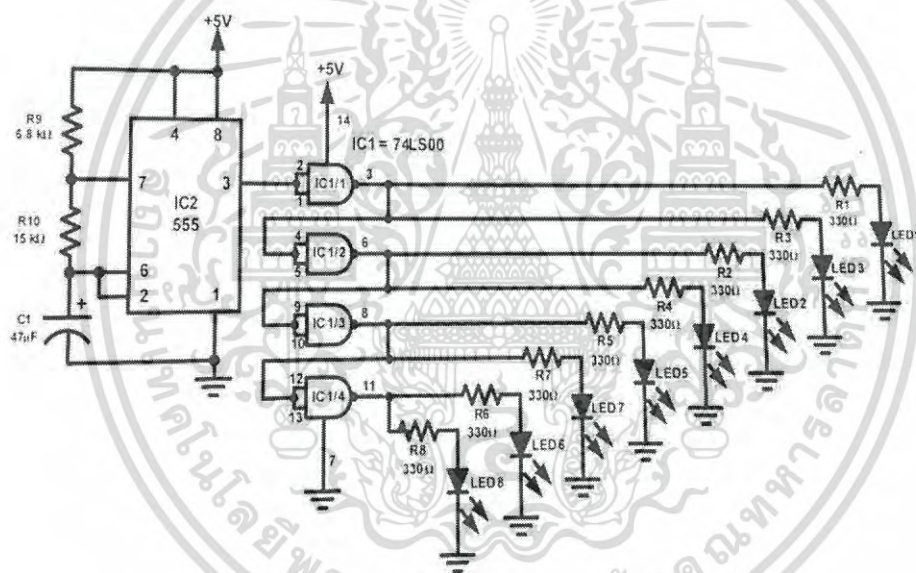 +5V
+5V
R9
6.8 kΩ
4
8
14
IC1 = 74LS00
7
IC2
555
3
2
1
IC1/1
3
R1
330Ω
LED1
R10
15 kΩ
6
2
1
4
5
IC1/2
6
R3
330Ω
LED3
R2
330Ω
LED2
C1
47uF
+
9
10
IC1/3
8
R4
330Ω
LED4
R5
330Ω
LED5
12
13
IC1/4
11
7
R7
330Ω
LED7
R6
330Ω
LED6
R8
330Ω
LED8